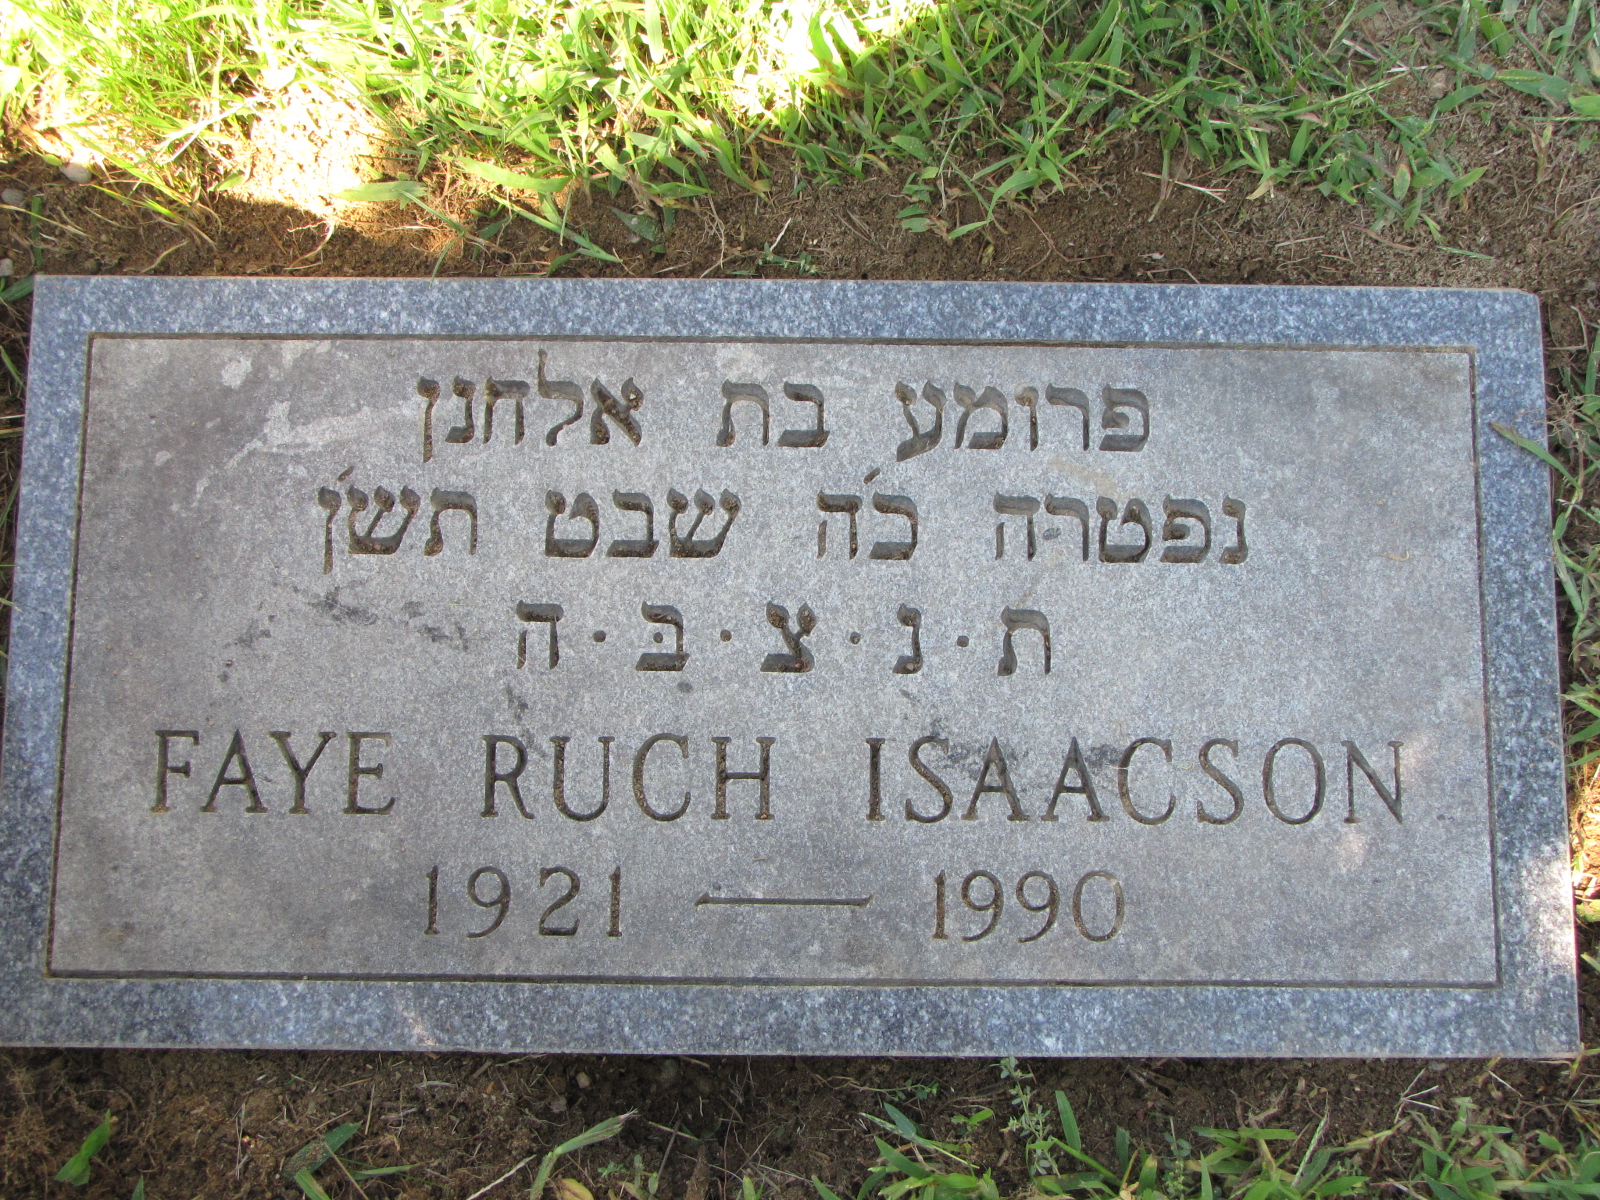 פרומע בת אלחנן
נפטרה כ'ה שבט תש'ן
ת·נ·צ·ב·ה
FAYE RUCH ISAACSON
1921 — 1990